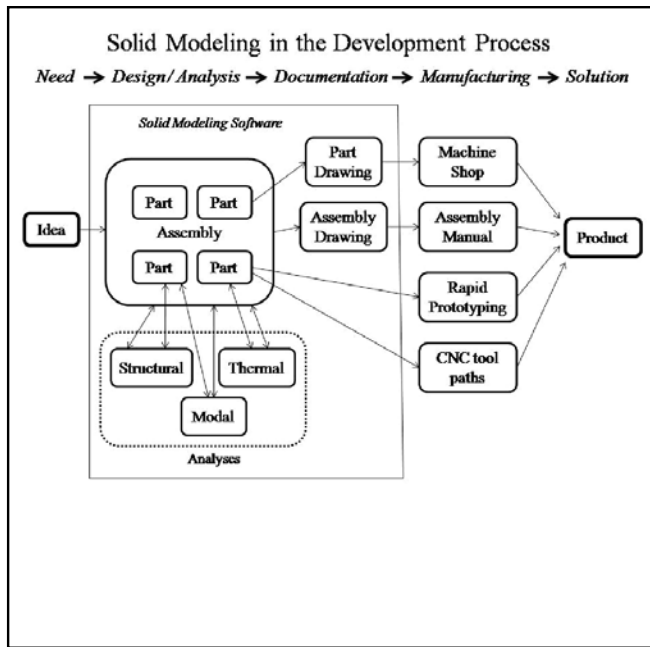 Solid Modeling in the Development Process
Need → Design/Analysis → Documentation → Manufacturing → Solution
Solid Modeling Software
Part
Drawing
Machine
Shop
Part
Part
Assembly
Assembly
Drawing
Assembly
Manual
Idea
Product
Part
Part
Rapid
Prototyping
CNC tool
paths
Structural
Thermal
Modal
Analyses